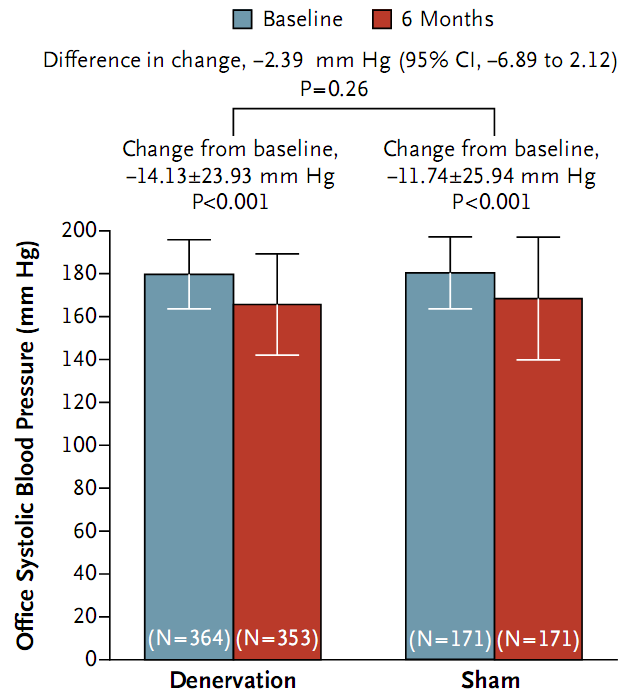 Baseline 6 Months
Difference in change, –2.39 mm Hg (95% CI, –6.89 to 2.12)
P=0.26
Change from baseline,
–14.13±23.93 mm Hg
P<0.001
Change from baseline,
–11.74±25.94 mm Hg
P<0.001
Office Systolic Blood Pressure (mm Hg)
200
180
160
140
120
100
80
60
40
20
0
(N=364) (N=353) (N=171) (N=171)
Denervation Sham